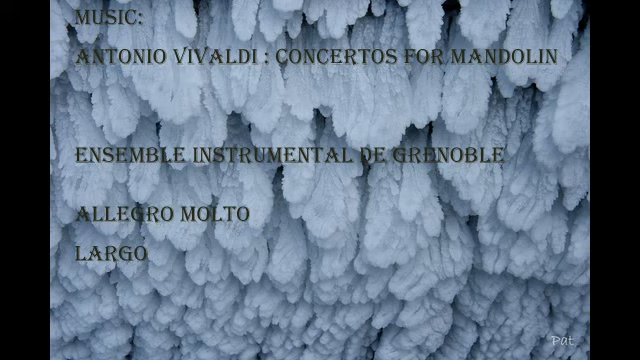 MUSIC:
ANTONIO VIVALDI : CONCERTOS FOR MANDOLIN
ENSEMBLE INSTRUMENTAL DE GRENOBLE
ALLEGRO MOLTO
LARGO
Pat